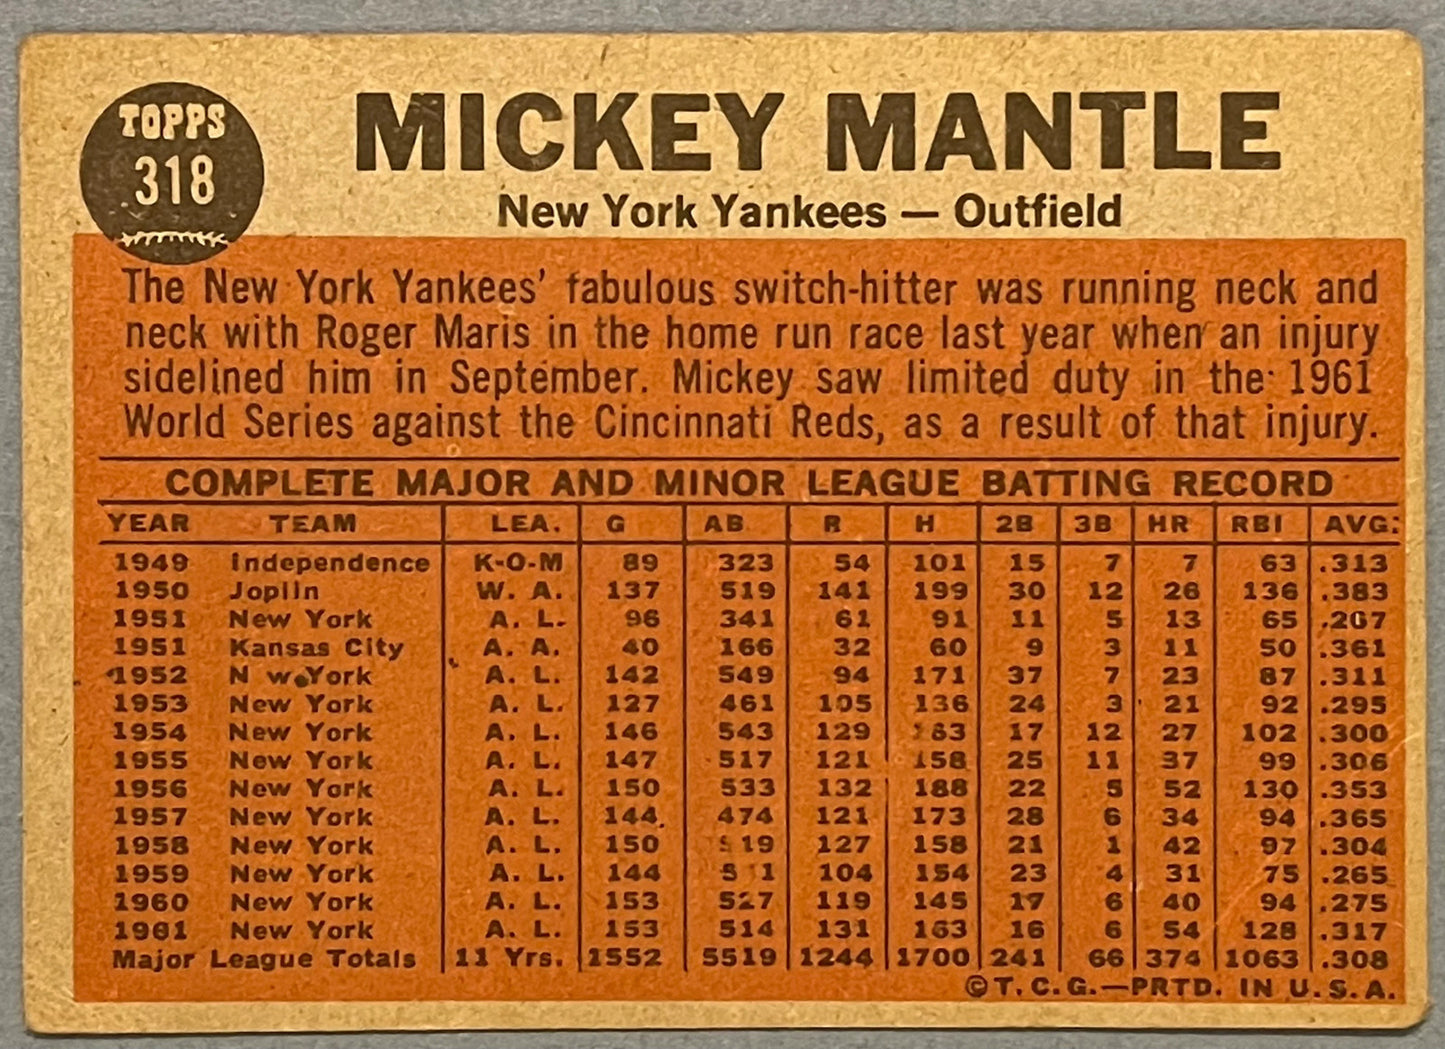 TOPPS
318
MICKEY MANTLE
New York Yankees — Outfield
The New York Yankees' fabulous switch-hitter was running neck and
neck with Roger Maris in the home run race last year when an injury
sidelined him in September. Mickey saw limited duty in the 1961
World Series against the Cincinnati Reds, as a result of that injury.
COMPLETE MAJOR AND MINOR LEAGUE BATTING RECORD
YEAR TEAM LEA. G AB R H 2B 3B HR RBI AVG.
1949 Independence K-O-M 89 323 54 101 15 7 7 63 .313
1950 Joplin W. A. 137 519 141 199 30 12 26 136 .383
1951 New York A. L. 96 341 61 91 11 5 13 65 .267
1951 Kansas City A. A. 40 166 32 60 9 3 11 50 .361
1952 N w York A. L. 142 549 94 171 37 7 23 87 .311
1953 New York A. L. 127 461 105 136 24 3 21 92 .295
1954 New York A. L. 146 543 129 163 17 12 27 102 .300
1955 New York A. L. 147 517 121 158 25 11 37 99 .306
1956 New York A. L. 150 533 132 188 22 5 52 130 .353
1957 New York A. L. 144 474 121 173 28 6 34 94 .365
1958 New York A. L. 150 519 127 158 21 1 42 97 .304
1959 New York A. L. 144 104 154 23 4 31 75 .265
1960 New York A. L. 153 527 119 145 17 6 40 94 .275
1961 New York A. L. 153 514 131 163 16 6 54 128 .317
Major League Totals 11 Yrs. 1552 5519 1244 1700 241 66 374 1063 .308
©T.C.G.—PRTD. IN U.S.A.